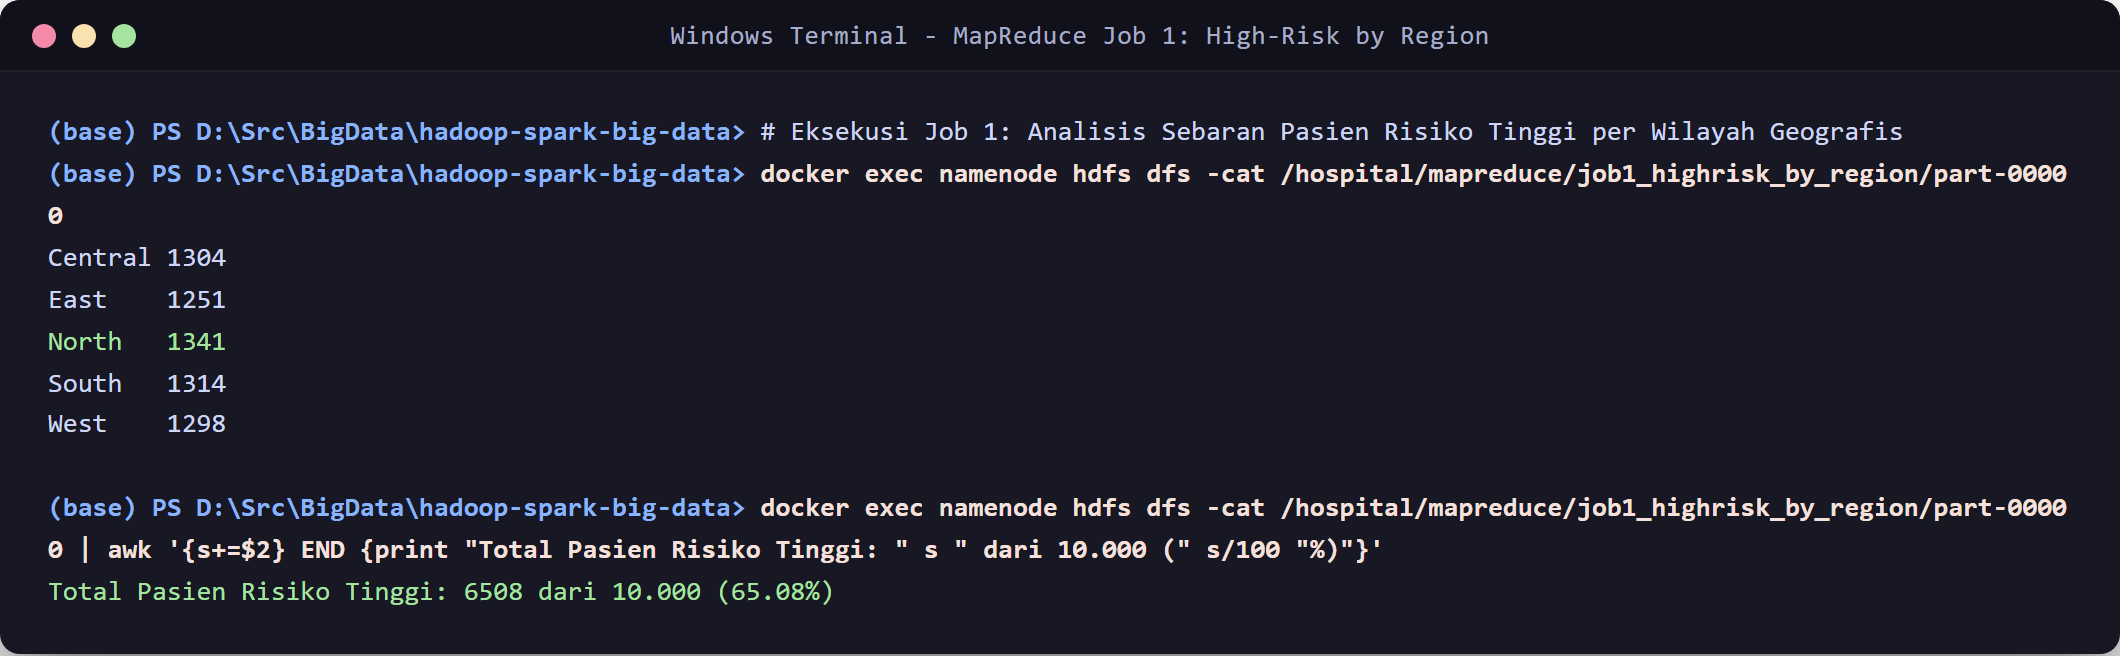 Windows Terminal - MapReduce Job 1: High-Risk by Region
(base) PS D:\Src\BigData\hadoop-spark-big-data> # Eksekusi Job 1: Analisis Sebaran Pasien Risiko Tinggi per Wilayah Geografis
(base) PS D:\Src\BigData\hadoop-spark-big-data> docker exec namenode hdfs dfs -cat /hospital/mapreduce/job1_highrisk_by_region/part-0000
0
Central 1304
East    1251
North   1341
South   1314
West    1298
(base) PS D:\Src\BigData\hadoop-spark-big-data> docker exec namenode hdfs dfs -cat /hospital/mapreduce/job1_highrisk_by_region/part-0000
0 | awk '{s+=$2} END {print "Total Pasien Risiko Tinggi: " s " dari 10.000 (" s/100 "%)"}'
Total Pasien Risiko Tinggi: 6508 dari 10.000 (65.08%)